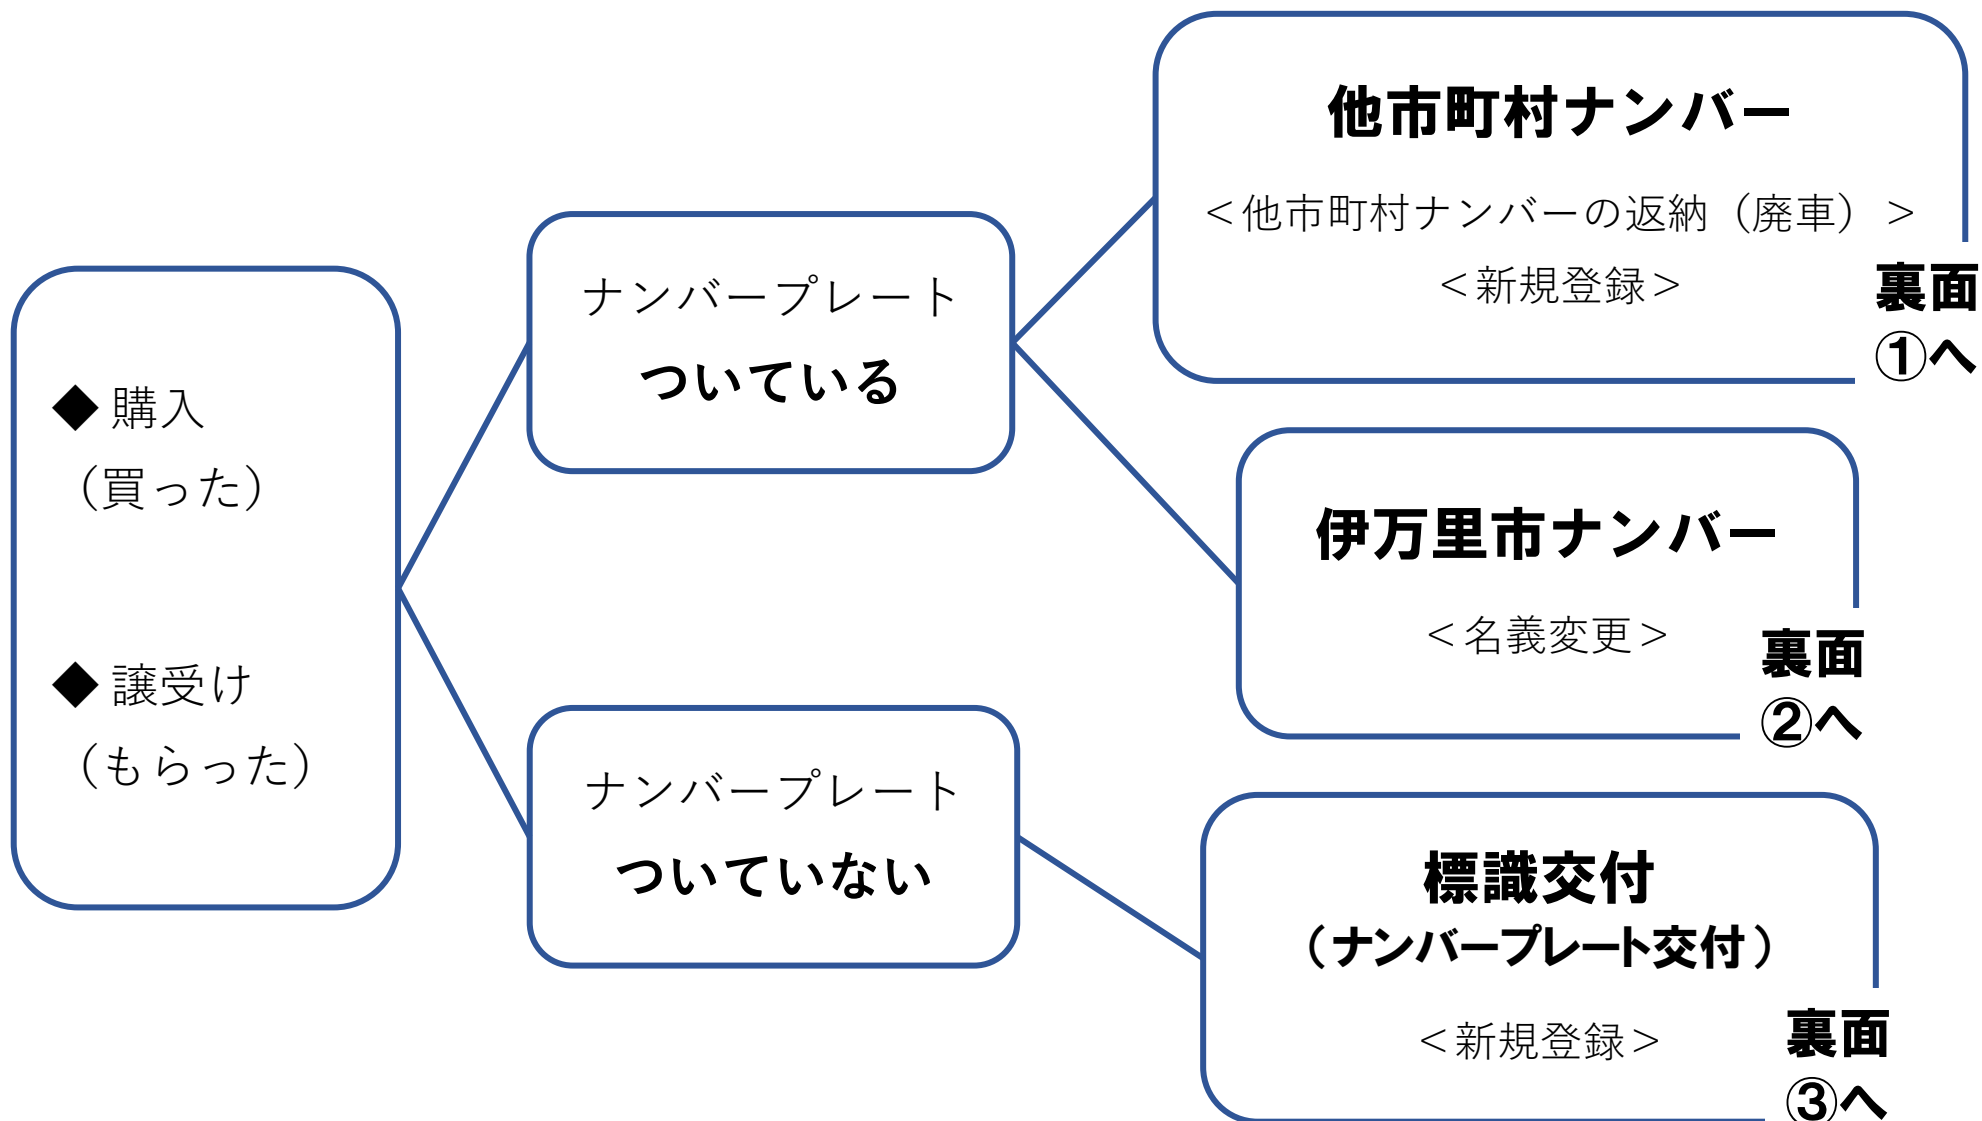 ◆ 購入
（買った）
◆ 譲受け
（もらった）
ナンバープレート
ついている
ナンバープレート
ついていない
他市町村ナンバー
＜他市町村ナンバーの返納（廃車）＞
＜新規登録＞
裏面
①へ
伊万里市ナンバー
＜名義変更＞
裏面
②へ
標識交付
（ナンバープレート交付）
＜新規登録＞
裏面
③へ